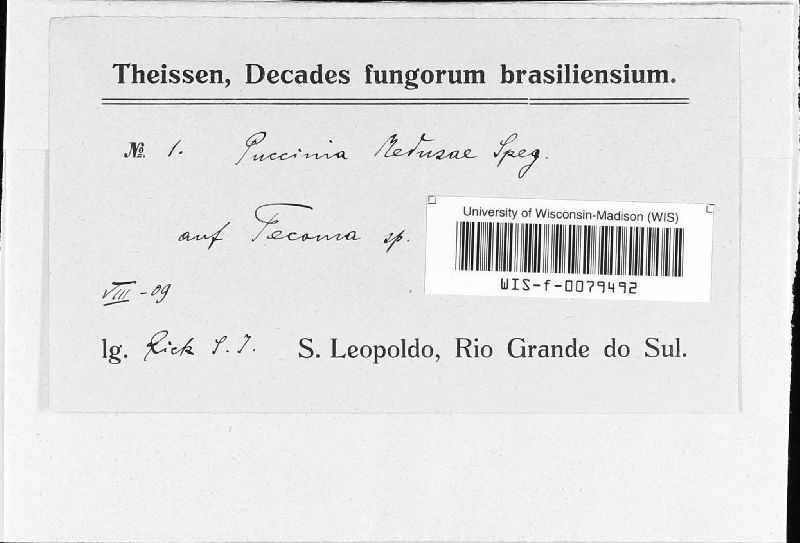 Theissen, Decades fungorum brasiliensium.
№. 1. Puccinia Medusae Speg.
auf Tecoma sp.
University of Wisconsin-Madison (WIS)
WIS-f-0079492
VIII -09
lg. Rick S. J. S. Leopoldo, Rio Grande do Sul.